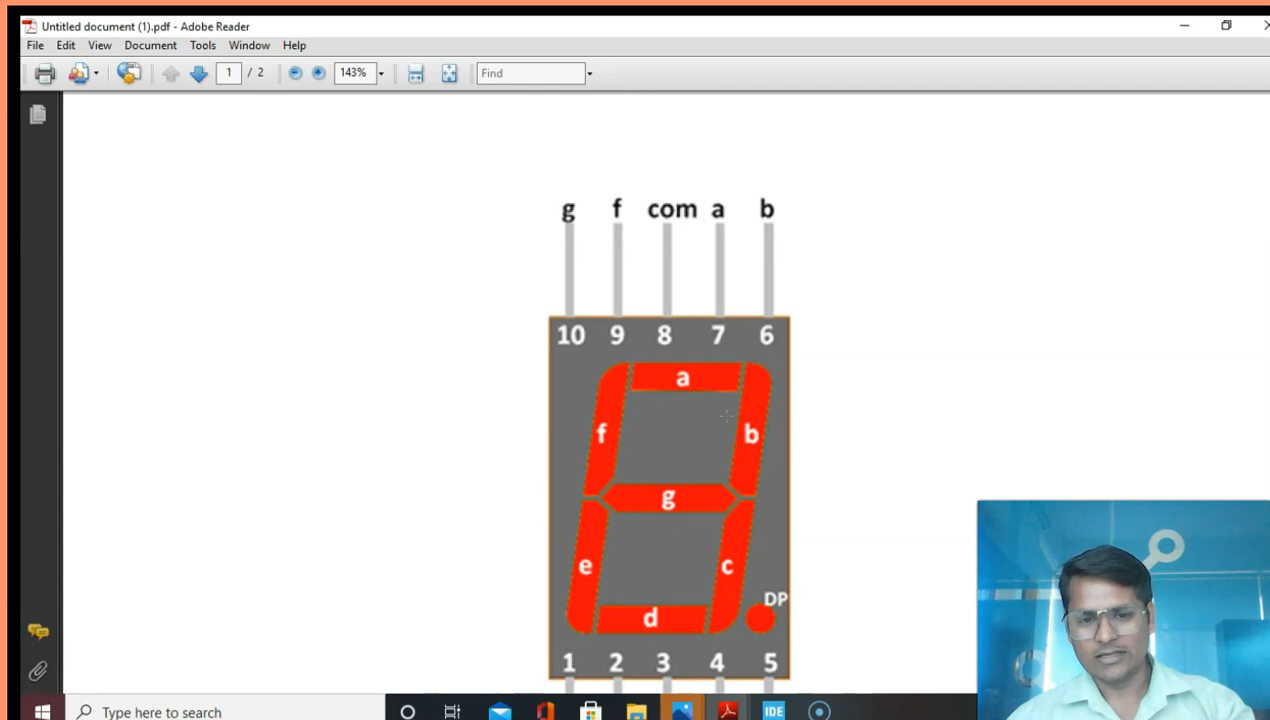 Untitled document (1).pdf - Adobe Reader
File Edit View Document Tools Window Help
1 / 2 143% Find
g f com a b
10 9 8 7 6
a
f b
g
e c
DP
d
1 2 3 4 5
Type here to search IDE